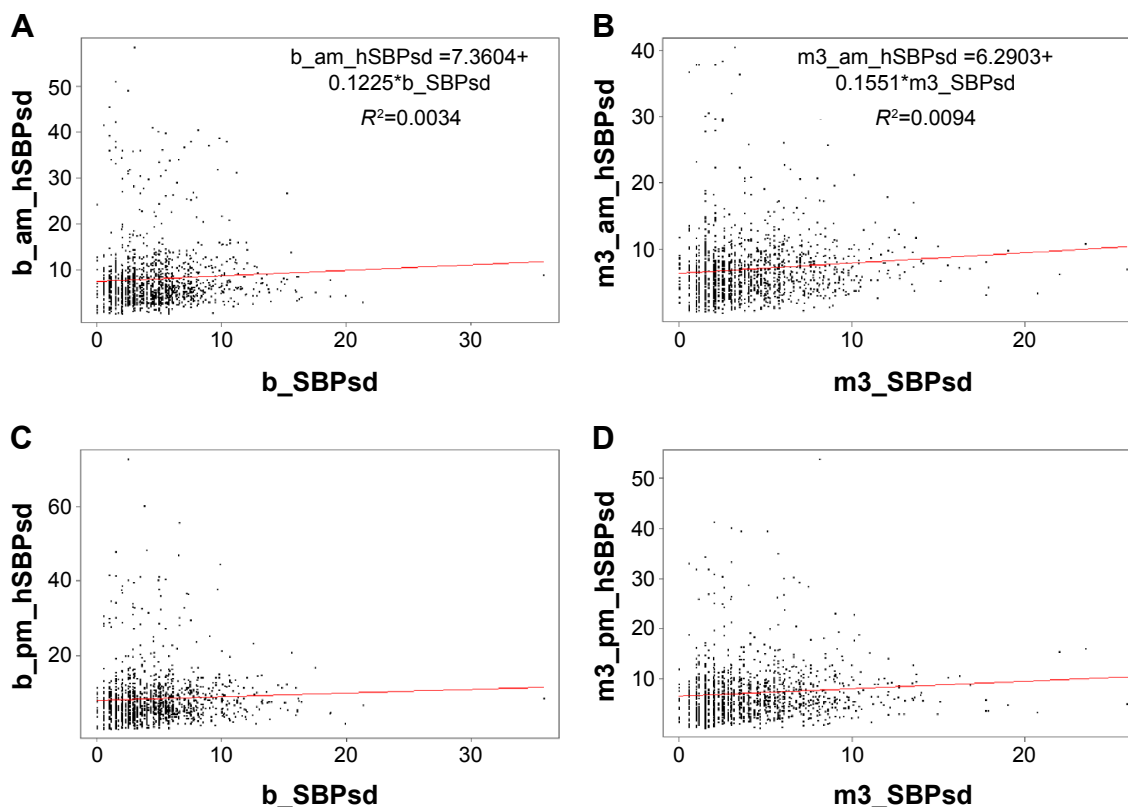 A
b_am_hSBPsd =7.3604+
0.1225*b_SBPsd
R²=0.0034
50
40
30
20
10
b_am_hSBPsd
0 10 20 30
b_SBPsd
B
m3_am_hSBPsd =6.2903+
0.1551*m3_SBPsd
R²=0.0094
40
30
20
10
m3_am_hSBPsd
0 10 20
m3_SBPsd
C
60
40
20
b_pm_hSBPsd
0 10 20 30
b_SBPsd
D
50
40
30
20
10
m3_pm_hSBPsd
0 10 20
m3_SBPsd